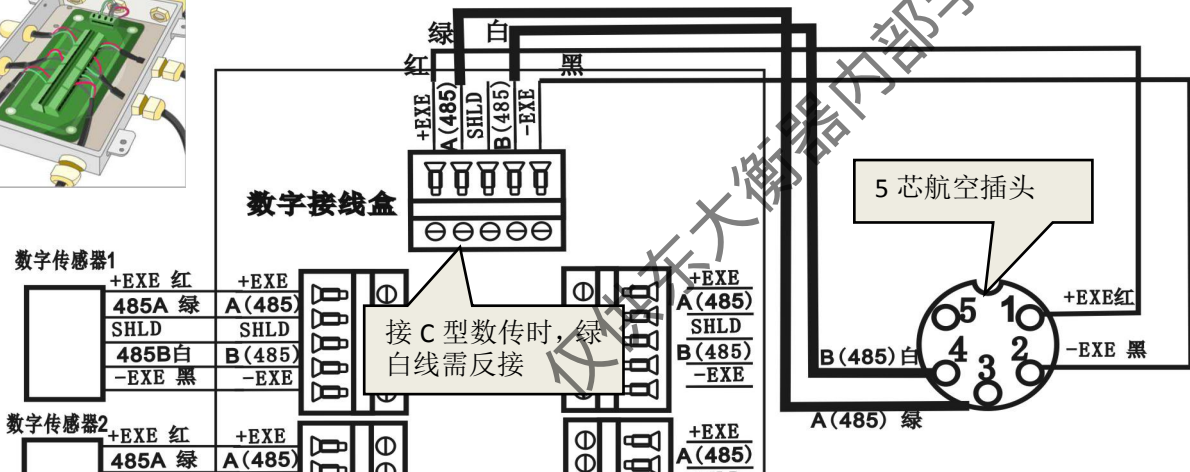 绿 白
红 黑
+EXE
A(485)
SHLD
B(485)
-EXE
数字接线盒
5 芯航空插头
数字传感器1
+EXE 红
485A 绿
SHLD
485B白
-EXE 黑
+EXE
A(485)
SHLD
B(485)
-EXE
接 C 型数传时，绿
白线需反接
+EXE
A(485)
SHLD
B(485)
-EXE
5 1
4 2
3
+EXE红
-EXE 黑
B(485)白
A(485) 绿
数字传感器2
+EXE 红
485A 绿
+EXE
A(485)
+EXE
A(485)
仅供东大衡器内部学